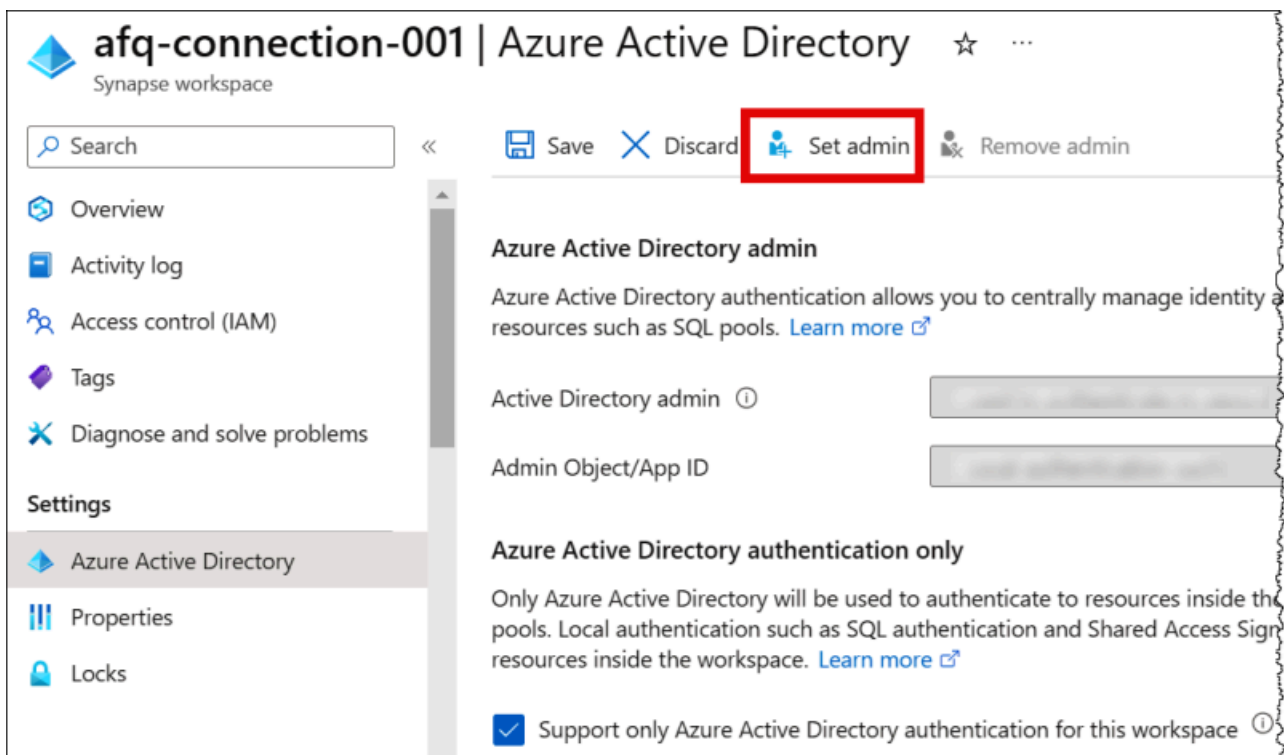 afq-connection-001 | Azure Active Directory
Synapse workspace
Search
Save
Discard
Set admin
Remove admin
Overview
Activity log
Access control (IAM)
Tags
Diagnose and solve problems
Settings
Azure Active Directory
Properties
Locks
Azure Active Directory admin
Azure Active Directory authentication allows you to centrally manage identity
resources such as SQL pools. Learn more
Active Directory admin
Admin Object/App ID
Azure Active Directory authentication only
Only Azure Active Directory will be used to authenticate to resources inside the
pools. Local authentication such as SQL authentication and Shared Access
resources inside the workspace. Learn more
Support only Azure Active Directory authentication for this workspace